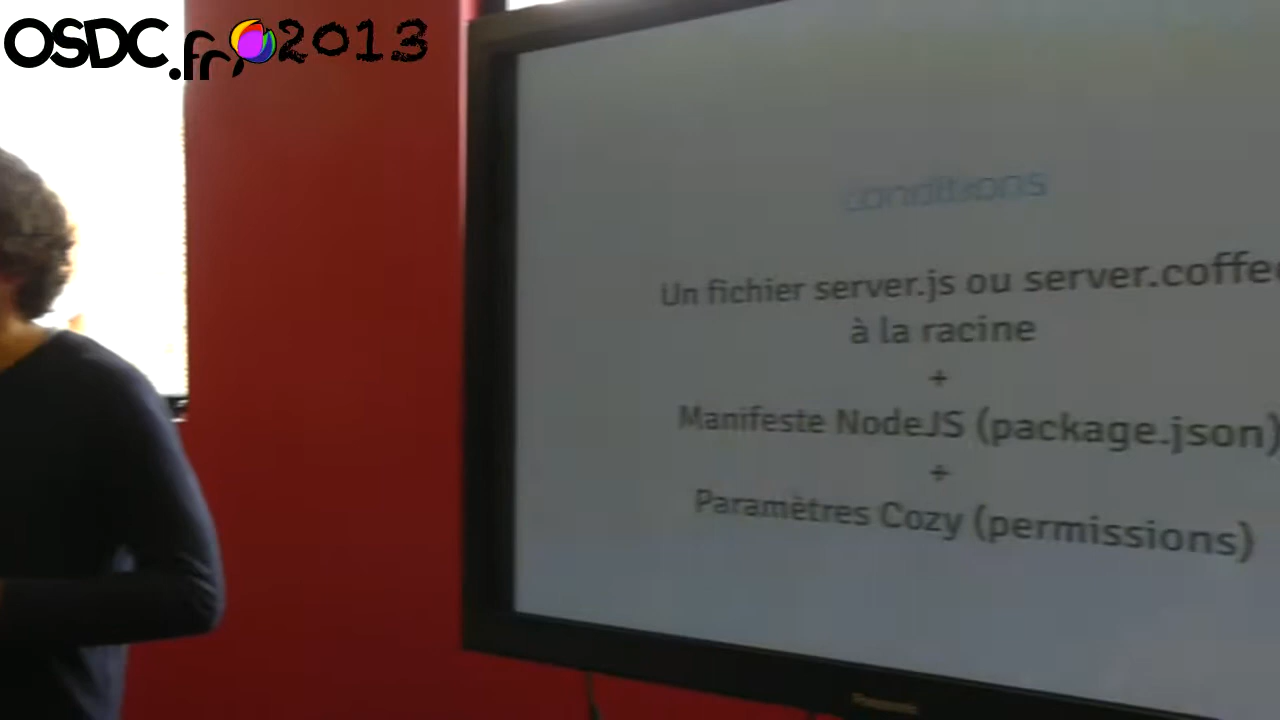 OSDC.fr 2013
conditions
Un fichier server.js ou server.coffee
à la racine
+
Manifeste NodeJS (package.json)
+
Paramètres Cozy (permissions)
Panasonic